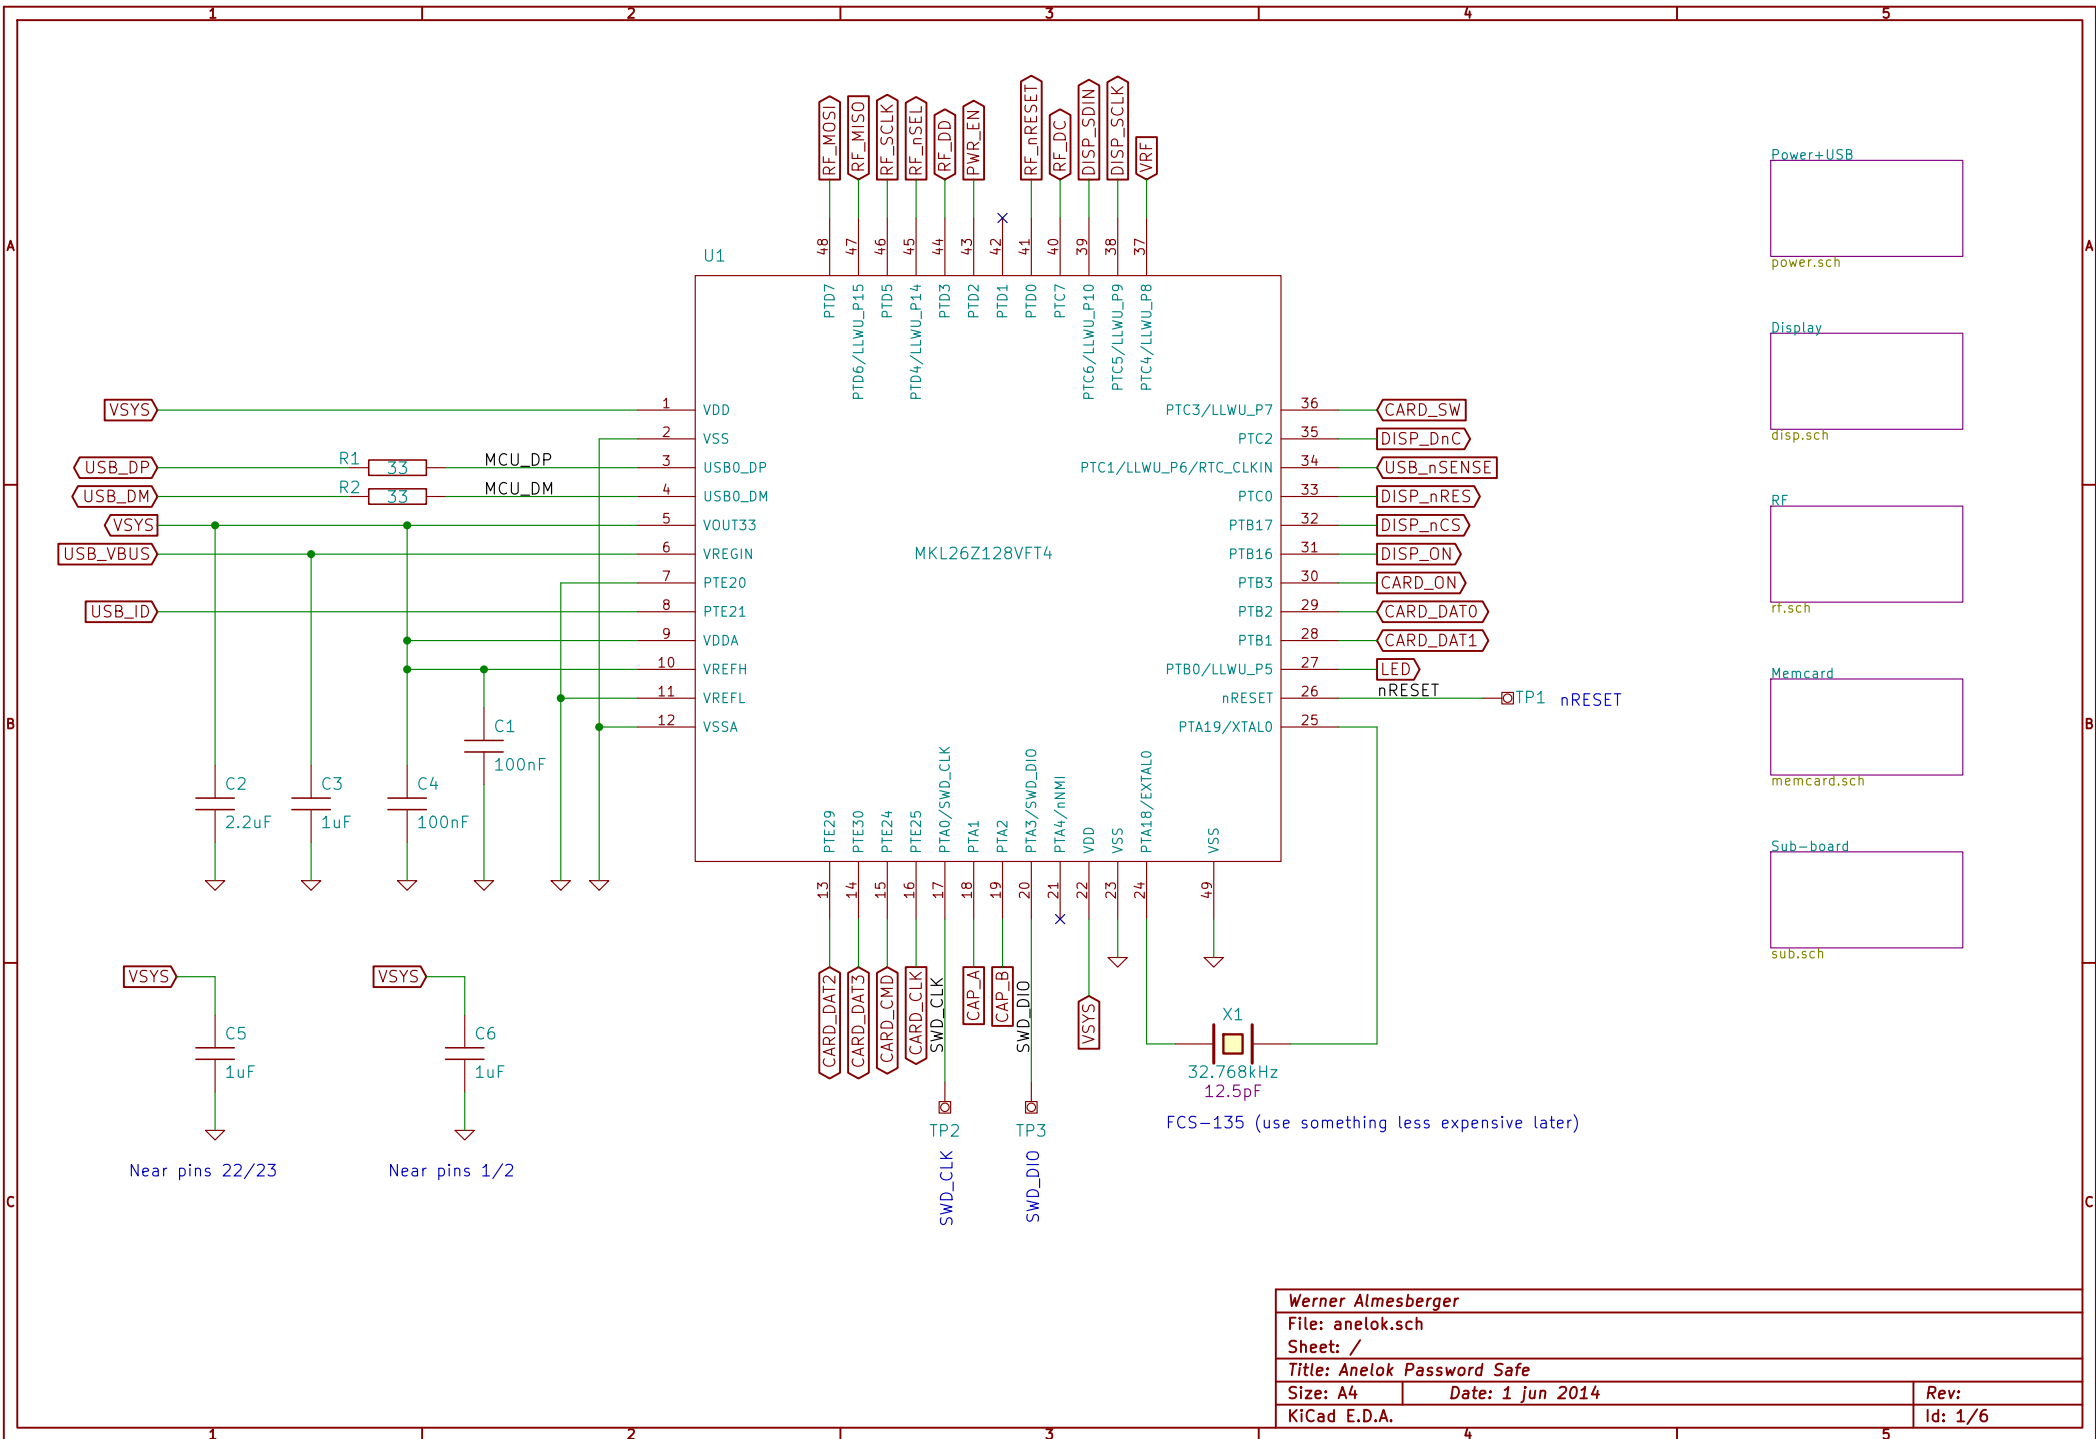 1 2 3 4 5
A A
B B
C C
1 2 3 4 5
RF_MOSI
RF_MISO
RF_SCLK
RF_nSEL
RF_DD
PWR_EN
RF_nRESET
RF_DC
DISP_SDIN
DISP_SCLK
VRF
48 47 46 45 44 43 42 41 40 39 38 37
U1
PTD7
PTD6/LLWU_P15
PTD5
PTD4/LLWU_P14
PTD3
PTD2
PTD1
PTD0
PTC7
PTC6/LLWU_P10
PTC5/LLWU_P9
PTC4/LLWU_P8
VSYS 1 VDD
2 VSS
USB_DP R1 33 MCU_DP 3 USB0_DP
USB_DM R2 33 MCU_DM 4 USB0_DM
VSYS 5 VOUT33
USB_VBUS 6 VREGIN
7 PTE20
USB_ID 8 PTE21
9 VDDA
10 VREFH
11 VREFL
12 VSSA
MKL26Z128VFT4
PTC3/LLWU_P7 36 CARD_SW
PTC2 35 DISP_DnC
PTC1/LLWU_P6/RTC_CLKIN 34 USB_nSENSE
PTC0 33 DISP_nRES
PTB17 32 DISP_nCS
PTB16 31 DISP_ON
PTB3 30 CARD_ON
PTB2 29 CARD_DAT0
PTB1 28 CARD_DAT1
PTB0/LLWU_P5 27 LED
nRESET 26 nRESET TP1 nRESET
PTA19/XTAL0 25
C1
100nF
C2
2.2uF
C3
1uF
C4
100nF
PTE29
PTE30
PTE24
PTE25
PTA0/SWD_CLK
PTA1
PTA2
PTA3/SWD_DIO
PTA4/nNMI
VDD
VSS
PTA18/EXTAL0
VSS
13 14 15 16 17 18 19 20 21 22 23 24 49
CARD_DAT2
CARD_DAT3
CARD_CMD
CARD_CLK
SWD_CLK
CAP_A
CAP_B
SWD_DIO
VSYS
X1
32.768kHz
12.5pF
FCS-135 (use something less expensive later)
TP2
SWD_CLK
TP3
SWD_DIO
VSYS
C5
1uF
Near pins 22/23
VSYS
C6
1uF
Near pins 1/2
Power+USB
power.sch
Display
disp.sch
RF
rf.sch
Memcard
memcard.sch
Sub-board
sub.sch
Werner Almesberger
File: anelok.sch
Sheet: /
Title: Anelok Password Safe
Size: A4 Date: 1 jun 2014 Rev:
KiCad E.D.A. Id: 1/6